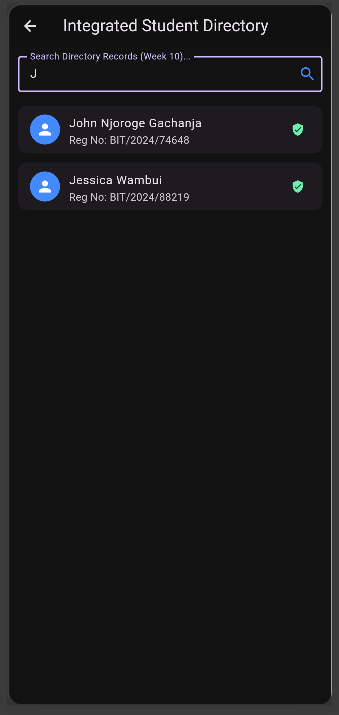 Integrated Student Directory
Search Directory Records (Week 10)...
J
John Njoroge Gachanja
Reg No: BIT/2024/74648
Jessica Wambui
Reg No: BIT/2024/88219